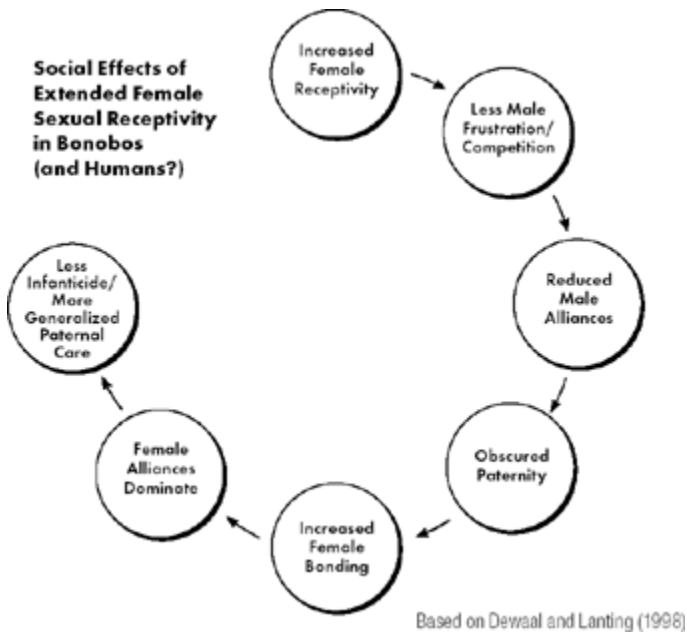 Social Effects of
Extended Female
Sexual Receptivity
in Bonobos
(and Humans?)
Increased
Female
Receptivity
Less Male
Frustration/
Competition
Reduced
Male
Alliances
Obscured
Paternity
Increased
Female
Bonding
Female
Alliances
Dominate
Less
Infanticide/
More
Generalized
Paternal
Care
Based on Dewaal and Lanting (1998)